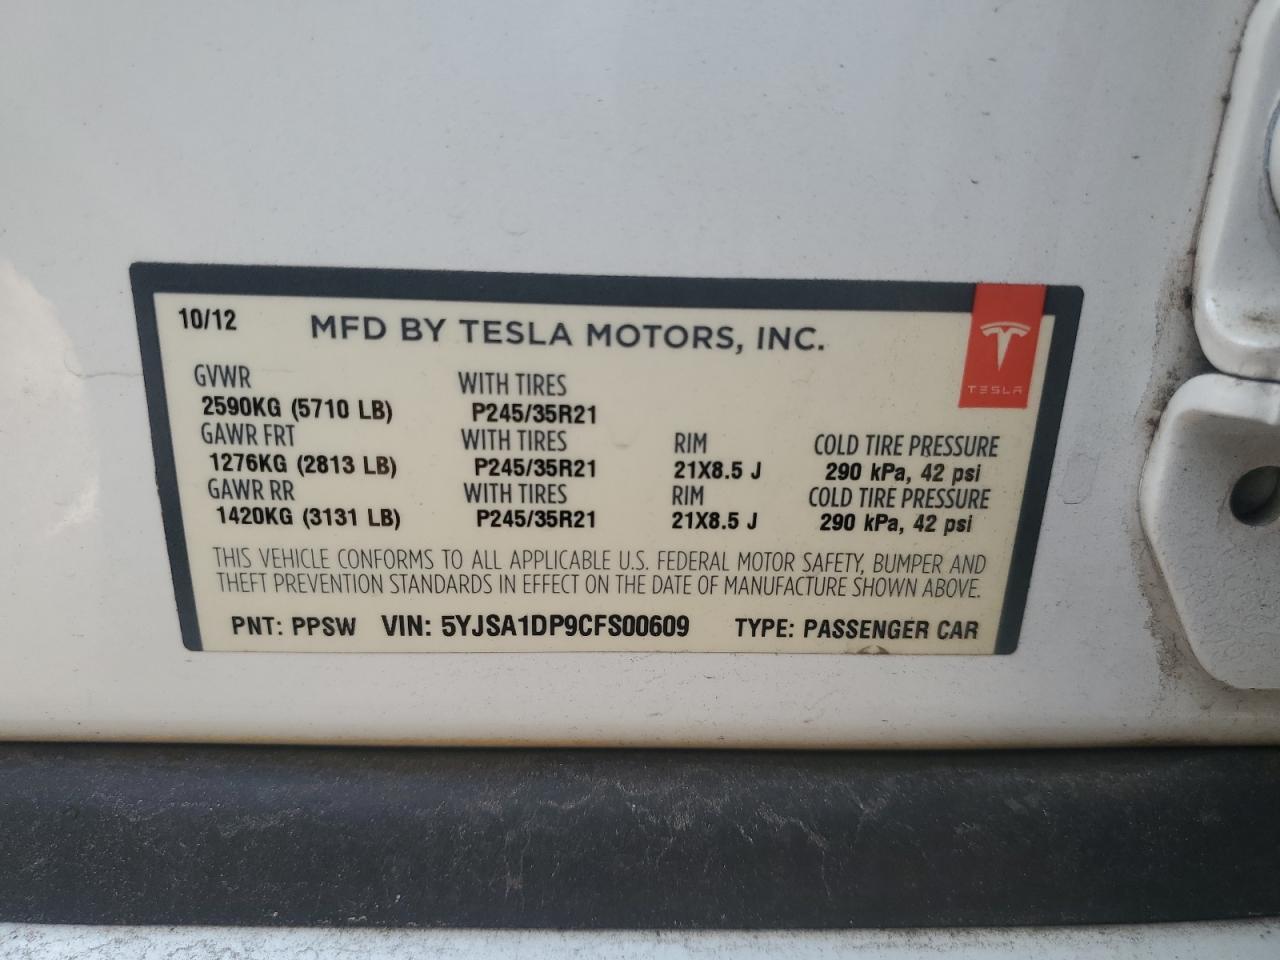 10/12 MFD BY TESLA MOTORS, INC.
TESLA
GVWR WITH TIRES
2590KG (5710 LB) P245/35R21
GAWR FRT WITH TIRES RIM COLD TIRE PRESSURE
1276KG (2813 LB) P245/35R21 21X8.5 J 290 kPa, 42 psi
GAWR RR WITH TIRES RIM COLD TIRE PRESSURE
1420KG (3131 LB) P245/35R21 21X8.5 J 290 kPa, 42 psi
THIS VEHICLE CONFORMS TO ALL APPLICABLE U.S. FEDERAL MOTOR SAFETY, BUMPER AND
THEFT PREVENTION STANDARDS IN EFFECT ON THE DATE OF MANUFACTURE SHOWN ABOVE.
PNT: PPSW VIN: 5YJSA1DP9CFS00609 TYPE: PASSENGER CAR